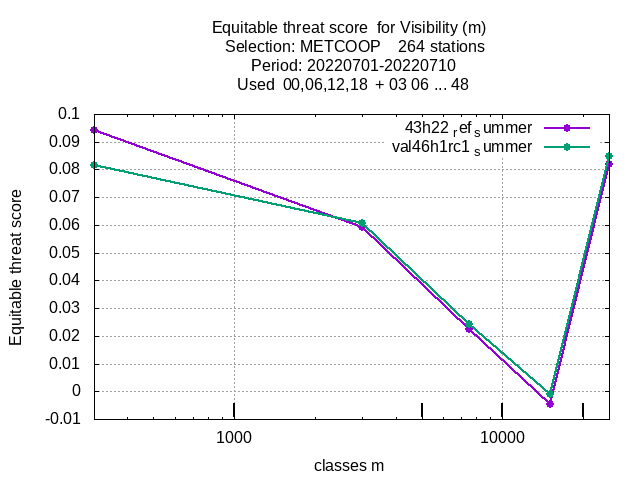 Equitable threat score  for Visibility (m)
Selection: METCOOP    264 stations
Period: 20220701-20220710
Used  00,06,12,18  + 03 06 ... 48
43h22 ref summer
val46h1rc1 summer
Equitable threat score
0.1
0.09
0.08
0.07
0.06
0.05
0.04
0.03
0.02
0.01
0
-0.01
1000 10000
classes m